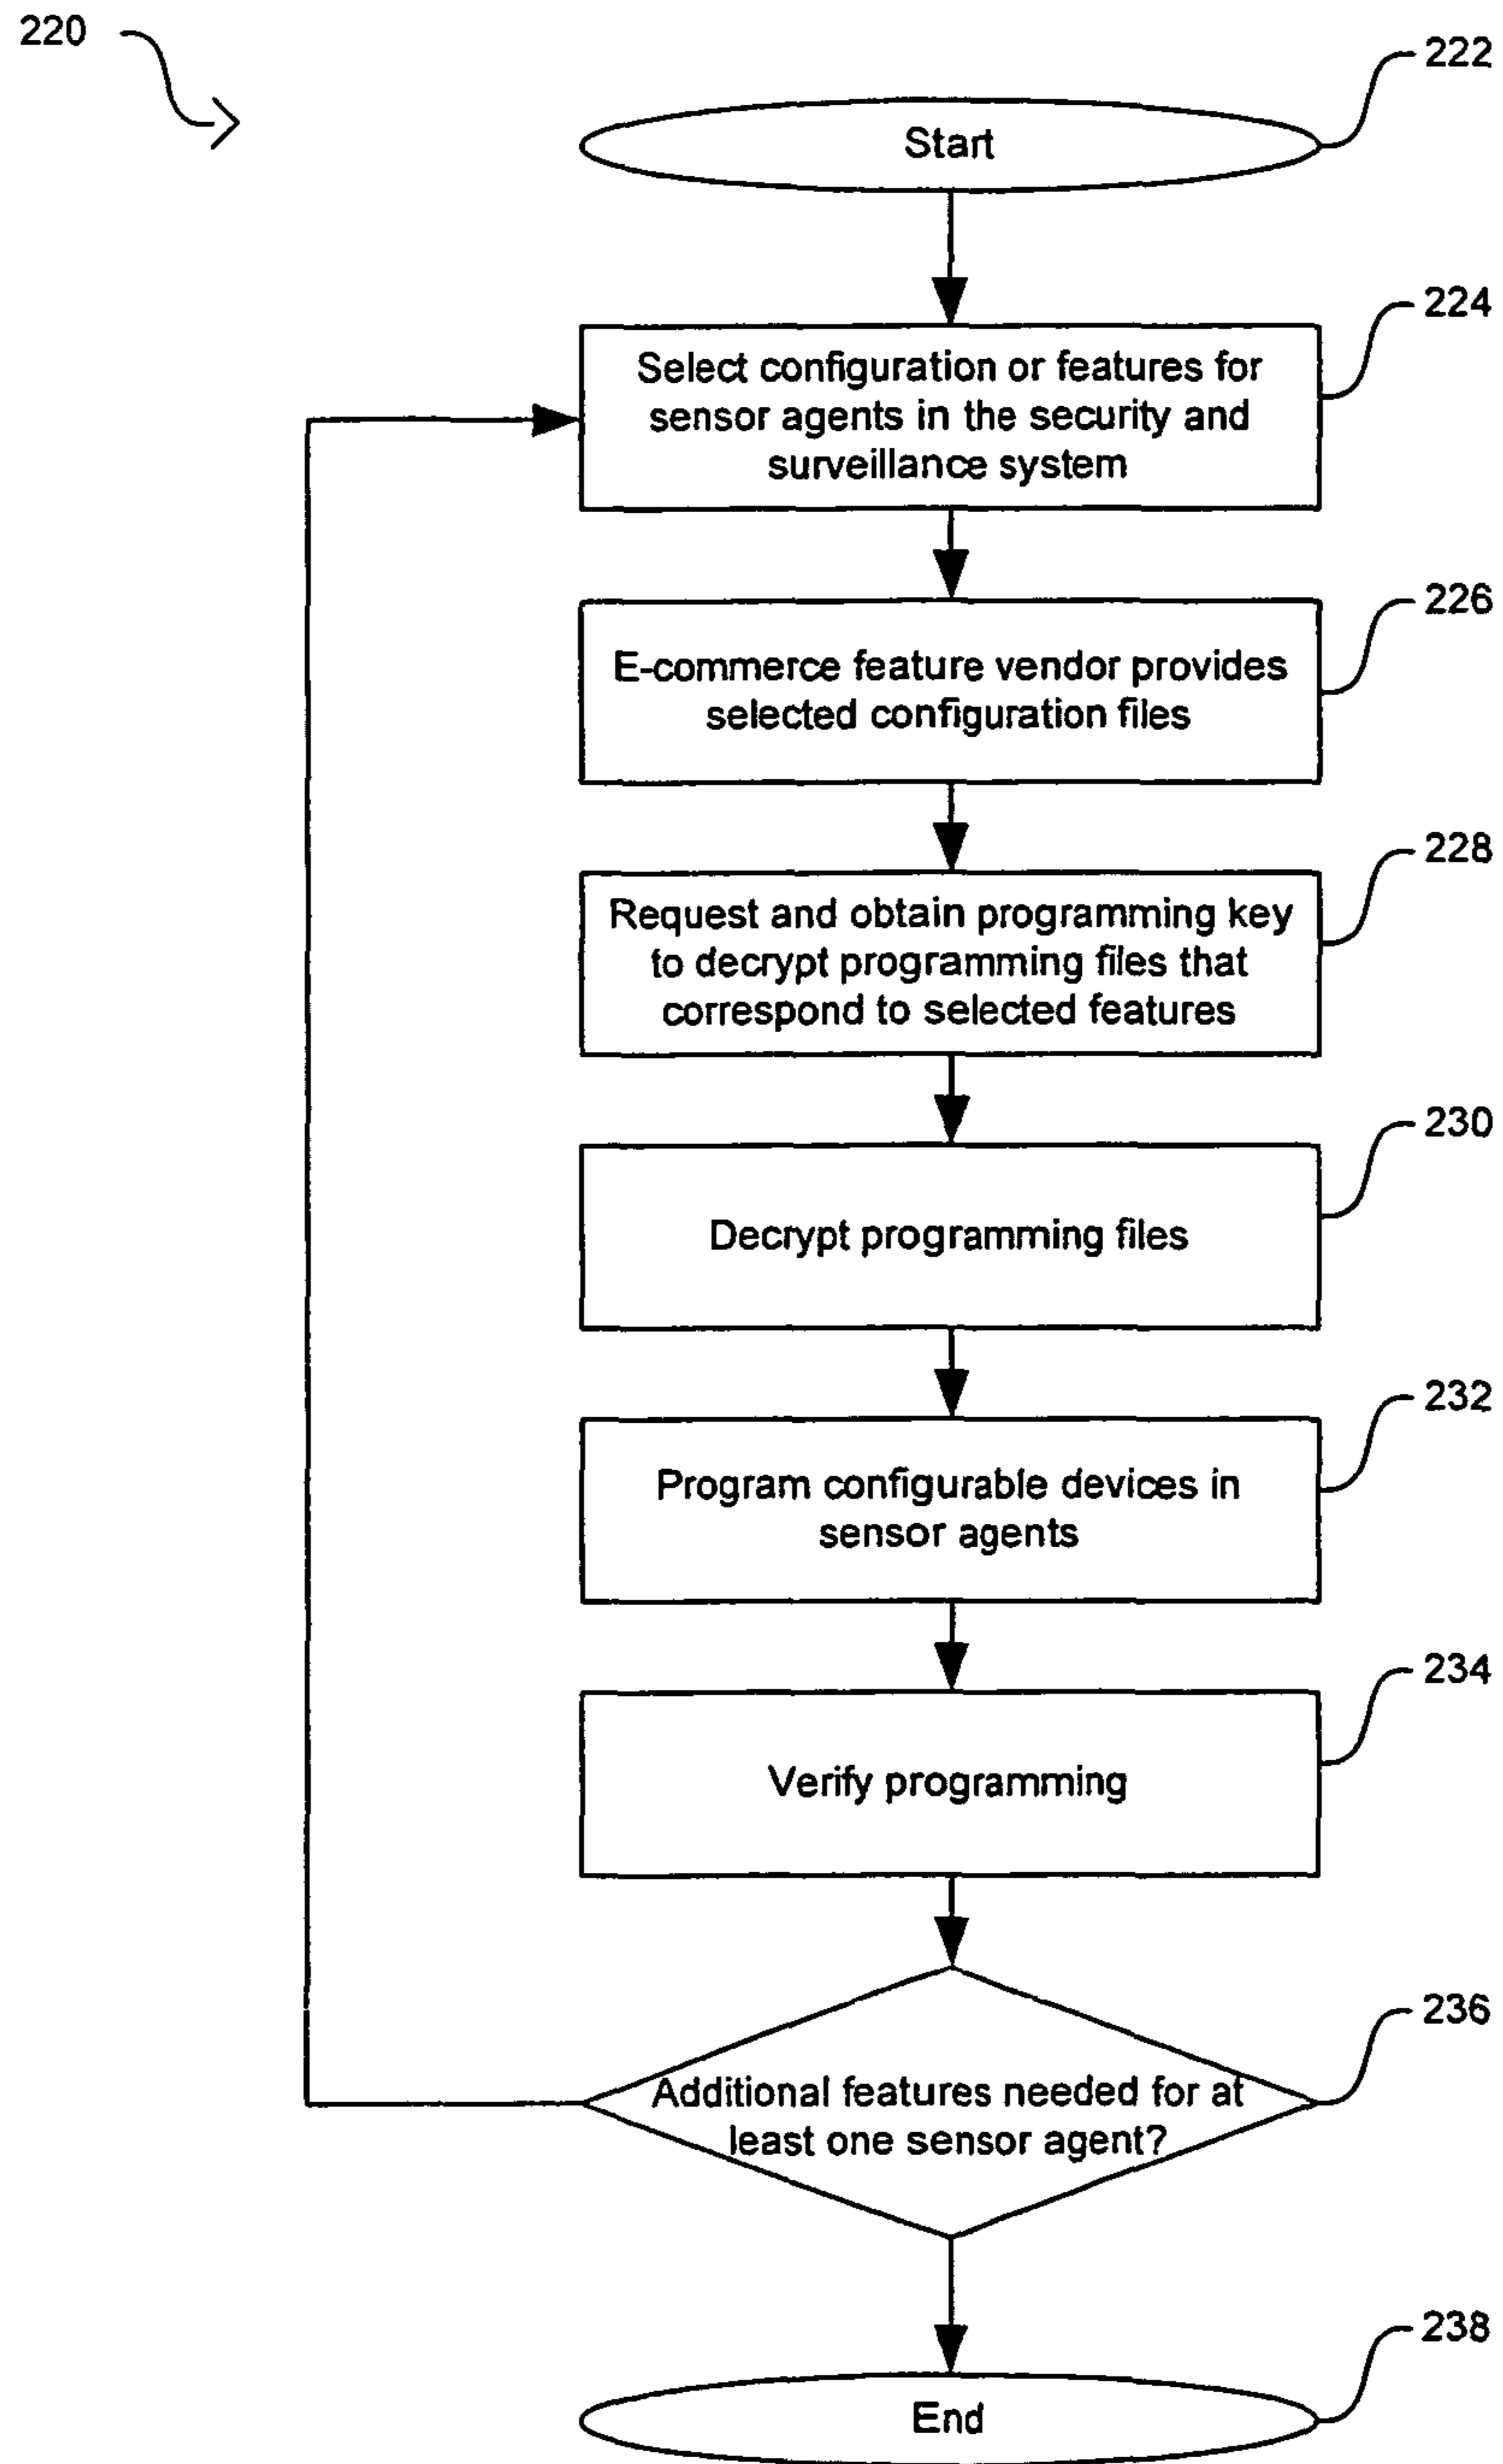 220
222
Start
224
Select configuration or features for
sensor agents in the security and
surveillance system
226
E-commerce feature vendor provides
selected configuration files
228
Request and obtain programming key
to decrypt programming files that
correspond to selected features
230
Decrypt programming files
232
Program configurable devices in
sensor agents
234
Verify programming
236
Additional features needed for at
least one sensor agent?
238
End